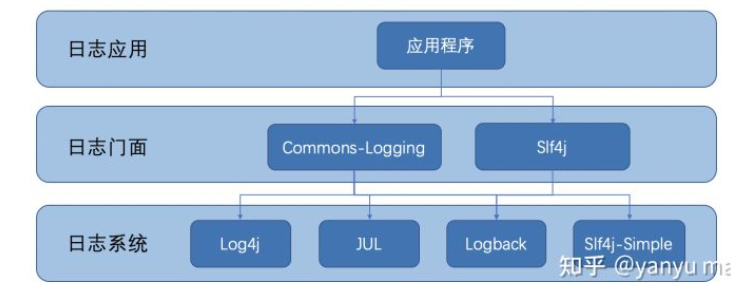 日志应用
应用程序
日志门面
Commons-Logging
Slf4j
日志系统
Log4j
JUL
Logback
Slf4j-Simple
知乎 @yanyu ma